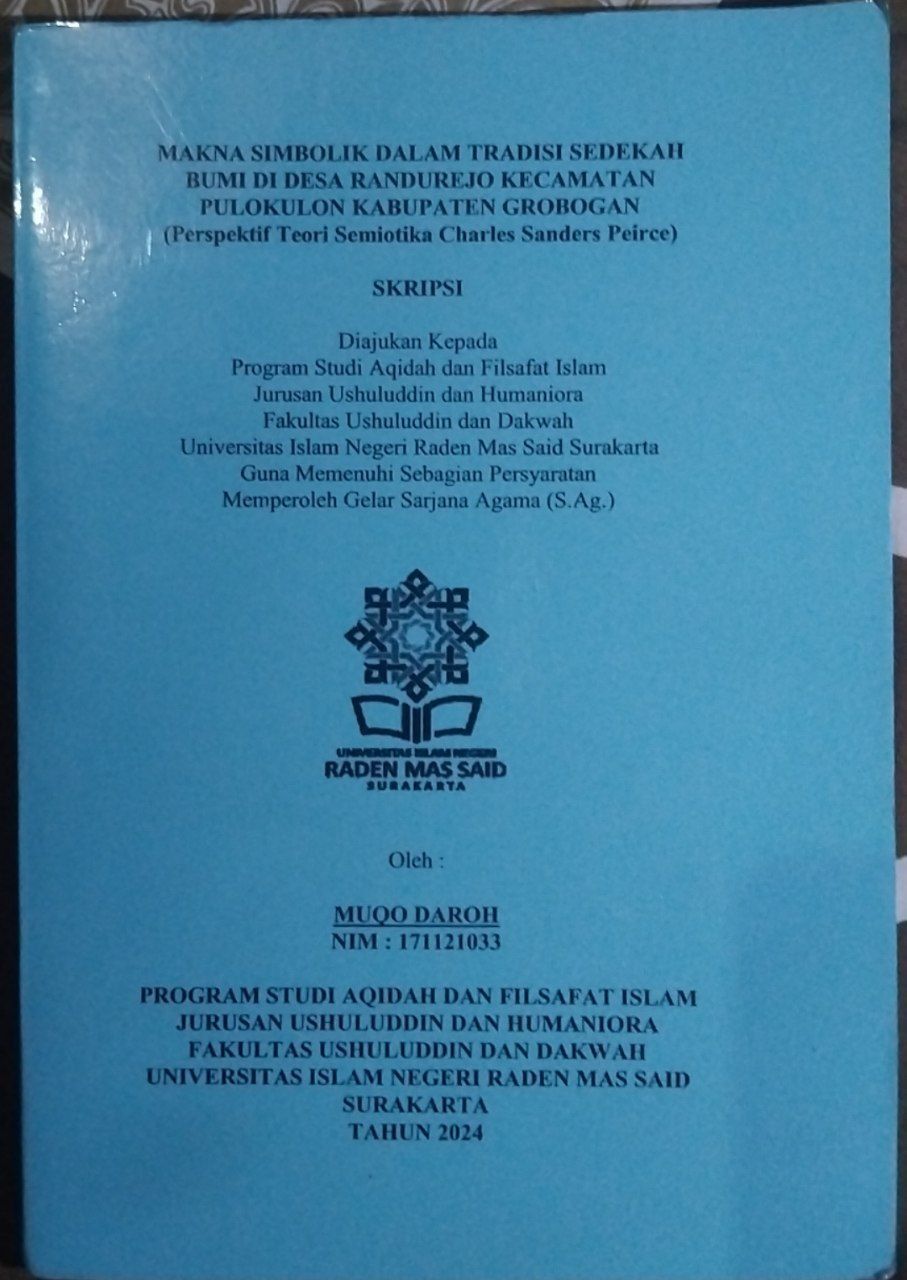 MAKNA SIMBOLIK DALAM TRADISI SEDEKAH
BUMI DI DESA RANDUREJO KECAMATAN
PULOKULON KABUPATEN GROBOGAN
(Perspektif Teori Semiotika Charles Sanders Peirce)
SKRIPSI
Diajukan Kepada
Program Studi Aqidah dan Filsafat Islam
Jurusan Ushuluddin dan Humaniora
Fakultas Ushuluddin dan Dakwah
Universitas Islam Negeri Raden Mas Said Surakarta
Guna Memenuhi Sebagian Persyaratan
Memperoleh Gelar Sarjana Agama (S.Ag.)
UNIVERSITAS ISLAM NEGERI
RADEN MAS SAID
SURAKARTA
Oleh :
MUQO DAROH
NIM : 171121033
PROGRAM STUDI AQIDAH DAN FILSAFAT ISLAM
JURUSAN USHULUDDIN DAN HUMANIORA
FAKULTAS USHULUDDIN DAN DAKWAH
UNIVERSITAS ISLAM NEGERI RADEN MAS SAID
SURAKARTA
TAHUN 2024